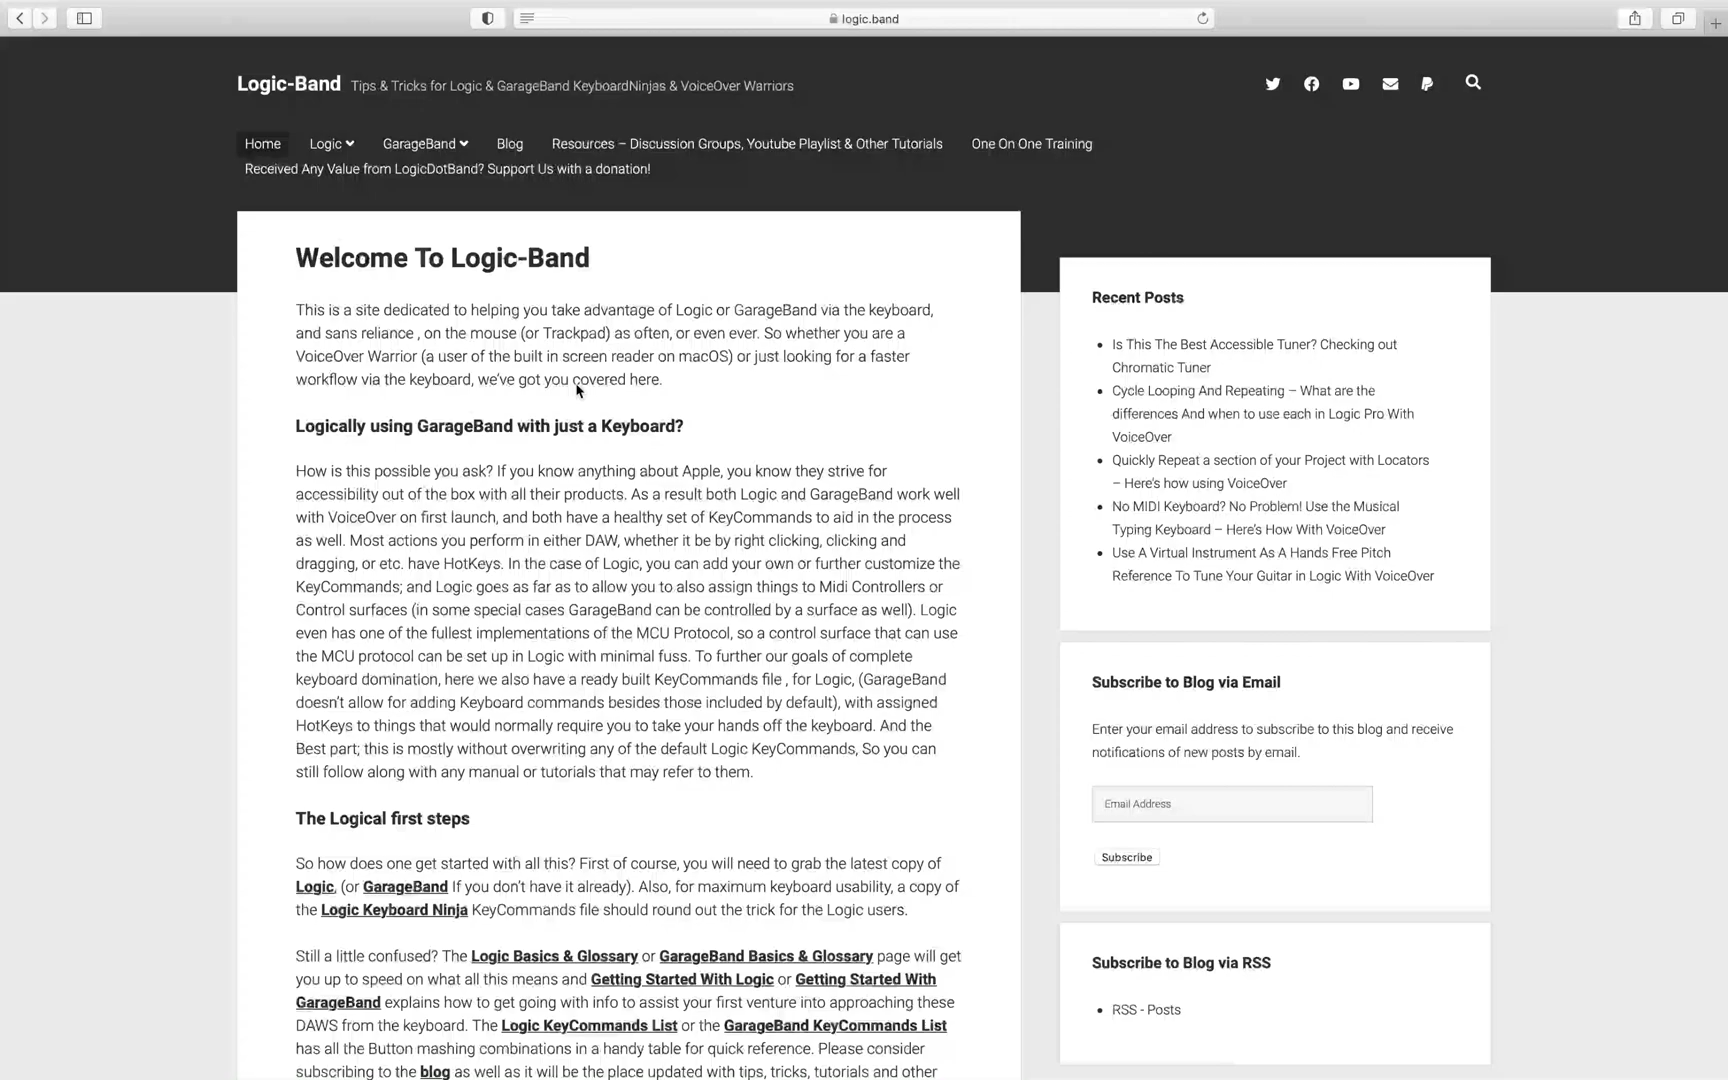 logic.band
Logic-Band Tips & Tricks for Logic & GarageBand KeyboardNinjas & VoiceOver Warriors
Home Logic GarageBand Blog Resources – Discussion Groups, Youtube Playlist & Other Tutorials One On One Training
Received Any Value from LogicDotBand? Support Us with a donation!
Welcome To Logic-Band
This is a site dedicated to helping you take advantage of Logic or GarageBand via the keyboard,
and sans reliance , on the mouse (or Trackpad) as often, or even ever. So whether you are a
VoiceOver Warrior (a user of the built in screen reader on macOS) or just looking for a faster
workflow via the keyboard, we've got you covered here.
Logically using GarageBand with just a Keyboard?
How is this possible you ask? If you know anything about Apple, you know they strive for
accessibility out of the box with all their products. As a result both Logic and GarageBand work well
with VoiceOver on first launch, and both have a healthy set of KeyCommands to aid in the process
as well. Most actions you perform in either DAW, whether it be by right clicking, clicking and
dragging, or etc. have HotKeys. In the case of Logic, you can add your own or further customize the
KeyCommands; and Logic goes as far as to allow you to also assign things to Midi Controllers or
Control surfaces (in some special cases GarageBand can be controlled by a surface as well). Logic
even has one of the fullest implementations of the MCU Protocol, so a control surface that can use
the MCU protocol can be set up in Logic with minimal fuss. To further our goals of complete
keyboard domination, here we also have a ready built KeyCommands file , for Logic, (GarageBand
doesn't allow for adding Keyboard commands besides those included by default), with assigned
HotKeys to things that would normally require you to take your hands off the keyboard. And the
Best part; this is mostly without overwriting any of the default Logic KeyCommands, So you can
still follow along with any manual or tutorials that may refer to them.
The Logical first steps
So how does one get started with all this? First of course, you will need to grab the latest copy of
Logic, (or GarageBand If you don't have it already). Also, for maximum keyboard usability, a copy of
the Logic Keyboard Ninja KeyCommands file should round out the trick for the Logic users.
Still a little confused? The Logic Basics & Glossary or GarageBand Basics & Glossary page will get
you up to speed on what all this means and Getting Started With Logic or Getting Started With
GarageBand explains how to get going with info to assist your first venture into approaching these
DAWS from the keyboard. The Logic KeyCommands List or the GarageBand KeyCommands List
has all the Button mashing combinations in a handy table for quick reference. Please consider
subscribing to the blog as well as it will be the place updated with tips, tricks, tutorials and other
Recent Posts
Is This The Best Accessible Tuner? Checking out
Chromatic Tuner
Cycle Looping And Repeating – What are the
differences And when to use each in Logic Pro With
VoiceOver
Quickly Repeat a section of your Project with Locators
– Here's how using VoiceOver
No MIDI Keyboard? No Problem! Use the Musical
Typing Keyboard – Here's How With VoiceOver
Use A Virtual Instrument As A Hands Free Pitch
Reference To Tune Your Guitar in Logic With VoiceOver
Subscribe to Blog via Email
Enter your email address to subscribe to this blog and receive
notifications of new posts by email.
Email Address
Subscribe
Subscribe to Blog via RSS
RSS - Posts